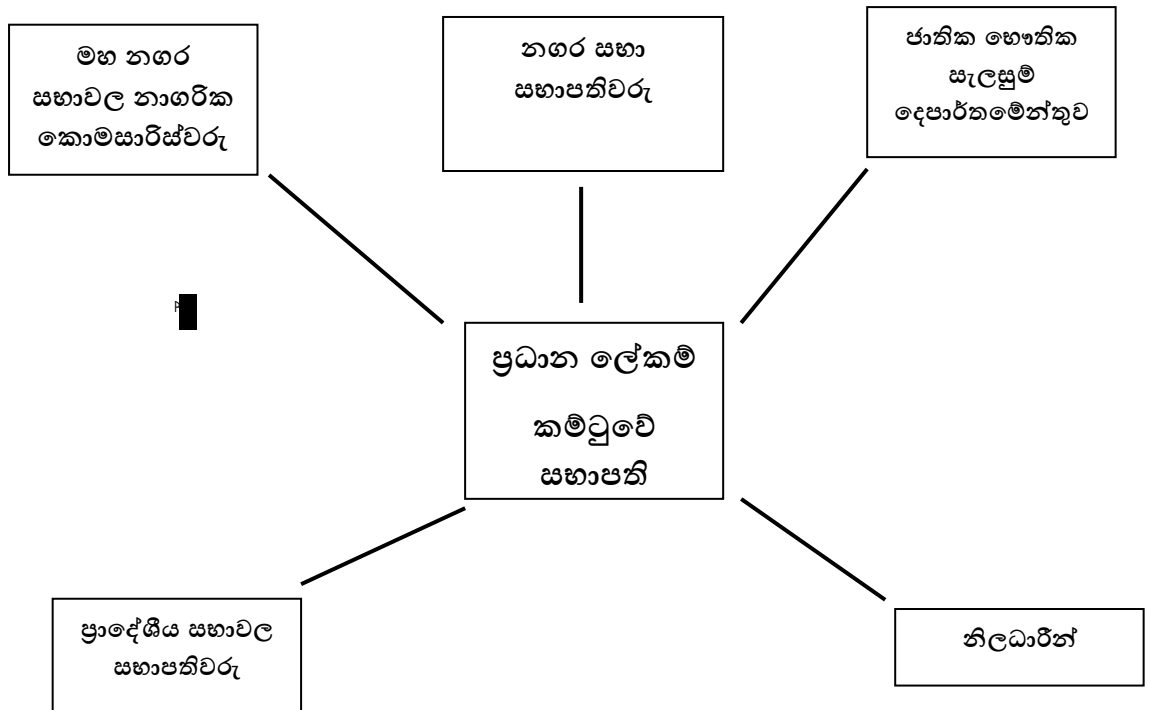 මහ නගර
සභාවල නාගරික
කොමසාරිස්වරු
නගර සභා
සභාපතිවරු
ජාතික භෞතික
සැලසුම්
දෙපාර්තමේන්තුව
ප්‍රධාන ලේකම්
කමිටුවේ
සභාපති
ප්‍රාදේශීය සභාවල
සභාපතිවරු
නිලධාරීන්